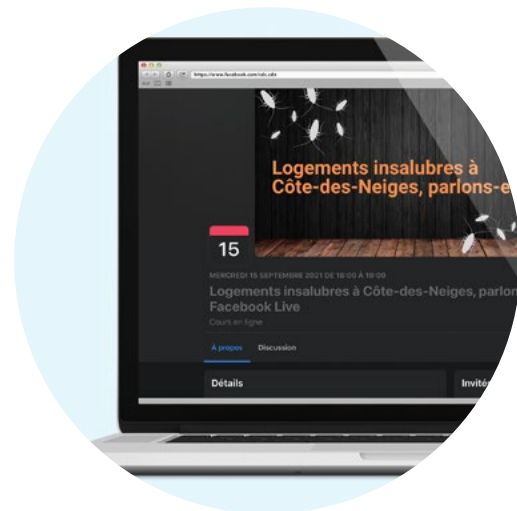 https://www.facebook.com/cdc.cdn
Logements insalubres à
Côte-des-Neiges, parlons-e
15
MERCREDI 15 SEPTEMBRE 2021 DE 18:00 À 19:00
Logements insalubres à Côte-des-Neiges, parlon
Facebook Live
Cours en ligne
À propos Discussion
Détails Invités